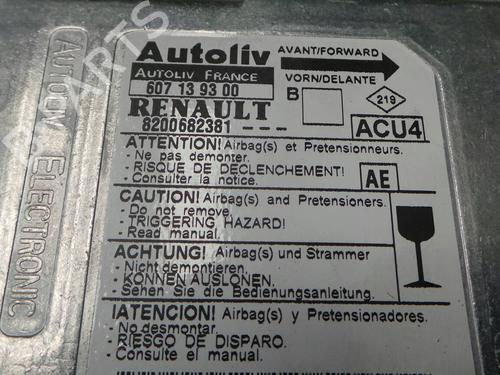 Autoliv
AVANT/FORWARD
AUTOLIV FRANCE
VORN/DELANTE
607 13 93 00
B
219
RENAULT
8200682381 ---
ACU4
ATTENTION! Airbag(s) et Pretensionneurs.
- Ne pas demonter.
- RISQUE DE DECLENCHEMENT!
- Consulter la notice.
AE
CAUTION! Airbag(s) and Pretensioners.
- Do not remove.
- TRIGGERING HAZARD!
- Read manual.
ACHTUNG! Airbag(s) und Strammer
- Nicht demontieren.
- KONNEN AUSLONEN.
- Sehen Sie die Bedienungsanleitung.
IATENCION! Airbag(s) y Pretensionadores.
- No desmontar.
- RIESGO DE DISPARO.
- Consulte el manual.
AUTOLIV ELECTRONIC
PARTS